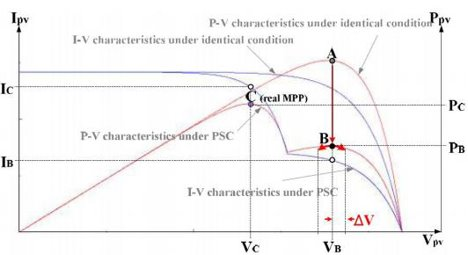 Ipv
P-V characteristics under identical condition
Ppv
I-V characteristics under identical condition
A
IC
C (real MPP)
PC
P-V characteristics under PSC
B
PB
IB
I-V characteristics under PSC
ΔV
VC
VB
Vpv